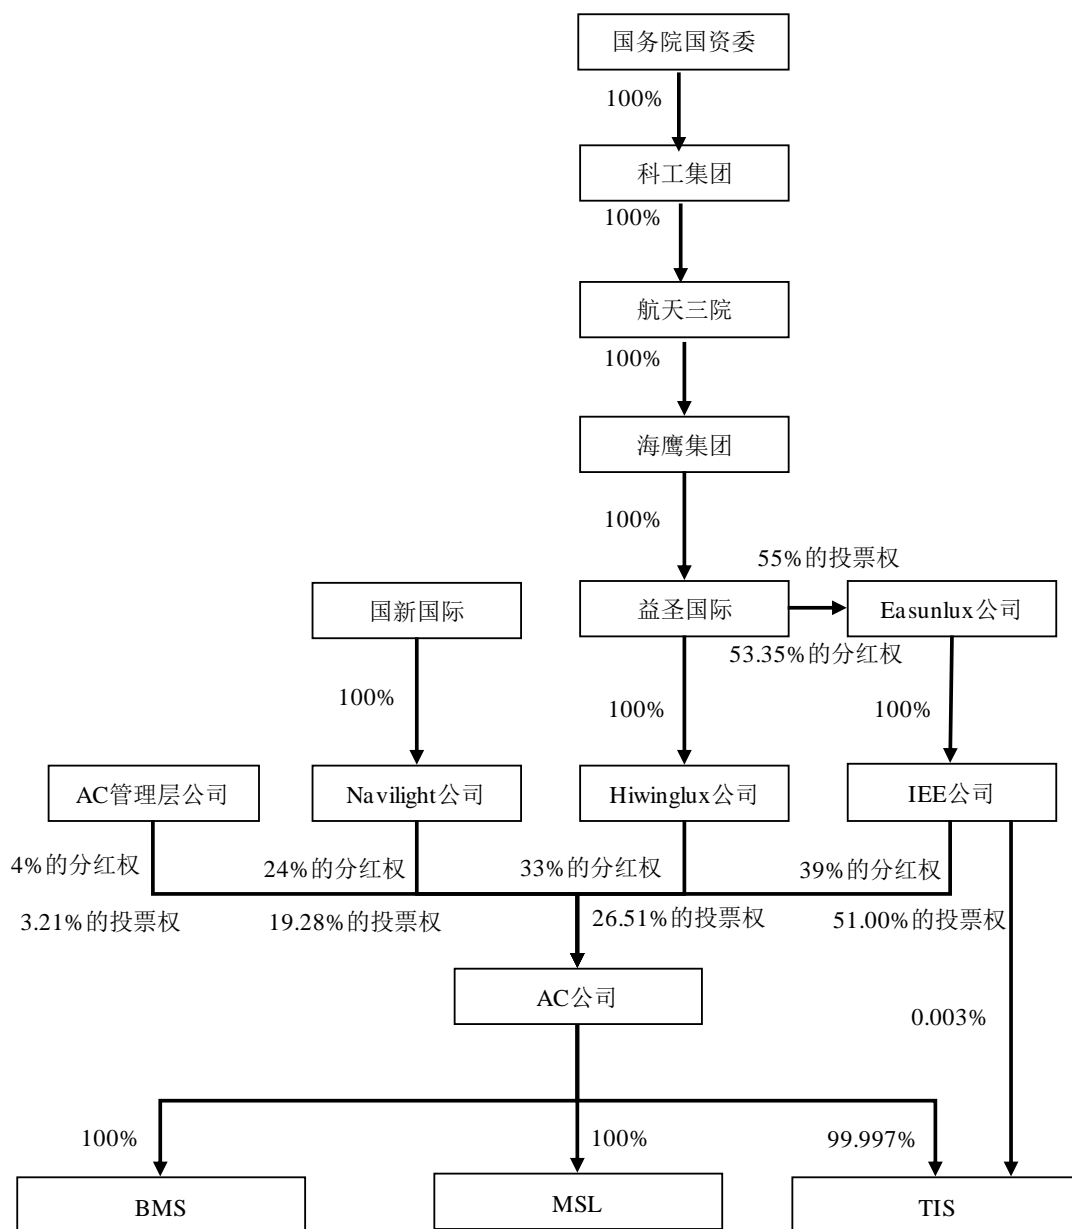 国务院国资委
100%
科工集团
100%
航天三院
100%
海鹰集团
100%
55%的投票权
国新国际
益圣国际
Easunlux公司
53.35%的分红权
100%
100%
100%
AC管理层公司
Navilight公司
Hiwinglux公司
IEE公司
4%的分红权
24%的分红权
33%的分红权
39%的分红权
3.21%的投票权
19.28%的投票权
26.51%的投票权
51.00%的投票权
AC公司
0.003%
100%
100%
99.997%
BMS
MSL
TIS